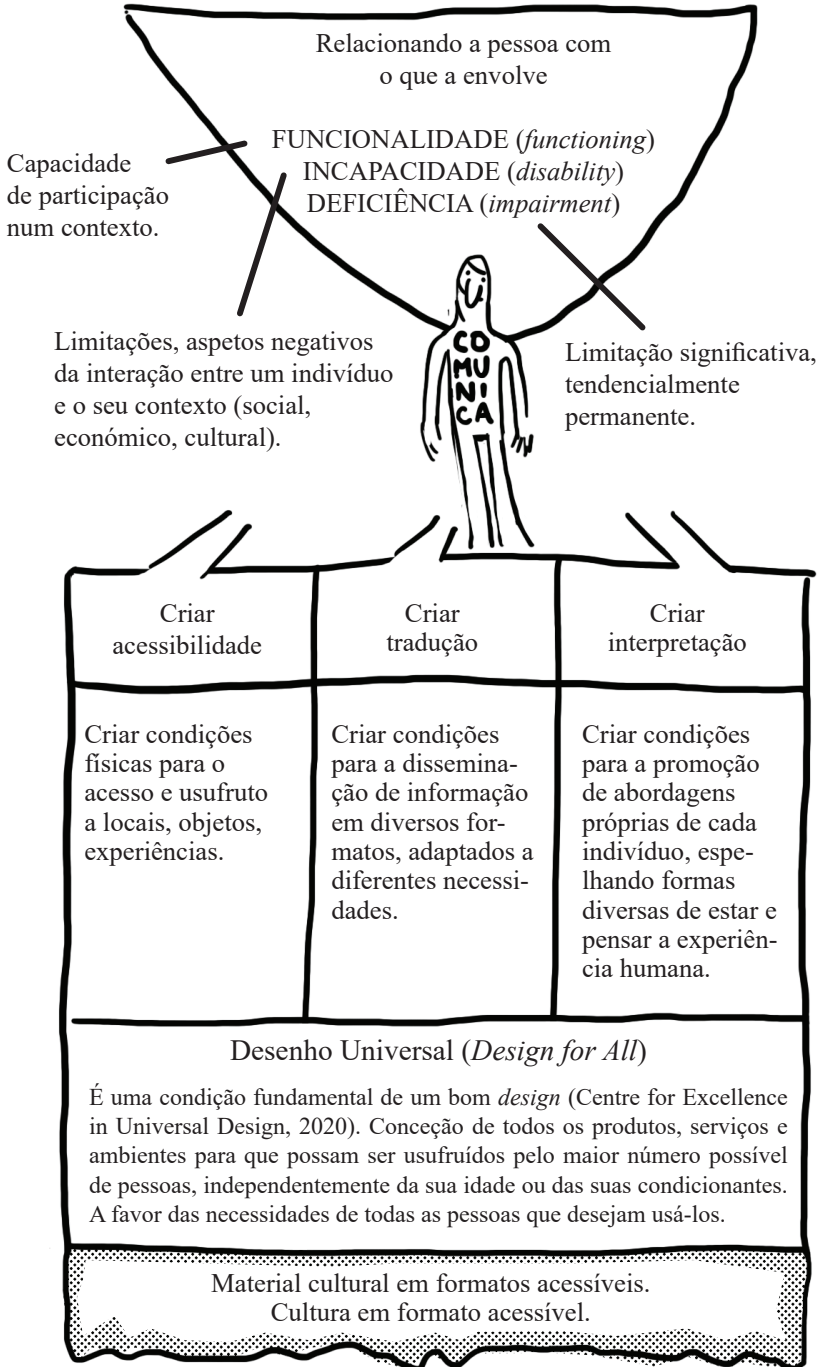 Relacionando a pessoa com
o que a envolve
FUNCIONALIDADE (functioning)
INCAPACIDADE (disability)
DEFICIÊNCIA (impairment)
Capacidade
de participação
num contexto.
Limitações, aspetos negativos
da interação entre um indivíduo
e o seu contexto (social,
económico, cultural).
CO
MU
NI
CA
Limitação significativa,
tendencialmente
permanente.
Criar
acessibilidade
Criar
tradução
Criar
interpretação
Criar condições
físicas para o
acesso e usufruto
a locais, objetos,
experiências.
Criar condições
para a dissemina-
ção de informação
em diversos for-
matos, adaptados a
diferentes necessi-
dades.
Criar condições
para a promoção
de abordagens
próprias de cada
indivíduo, espe-
lhando formas
diversas de estar e
pensar a experiên-
cia humana.
Desenho Universal (Design for All)
É uma condição fundamental de um bom design (Centre for Excellence
in Universal Design, 2020). Conceção de todos os produtos, serviços e
ambientes para que possam ser usufruídos pelo maior número possível
de pessoas, independentemente da sua idade ou das suas condicionantes.
A favor das necessidades de todas as pessoas que desejam usá-los.
Material cultural em formatos acessíveis.
Cultura em formato acessível.